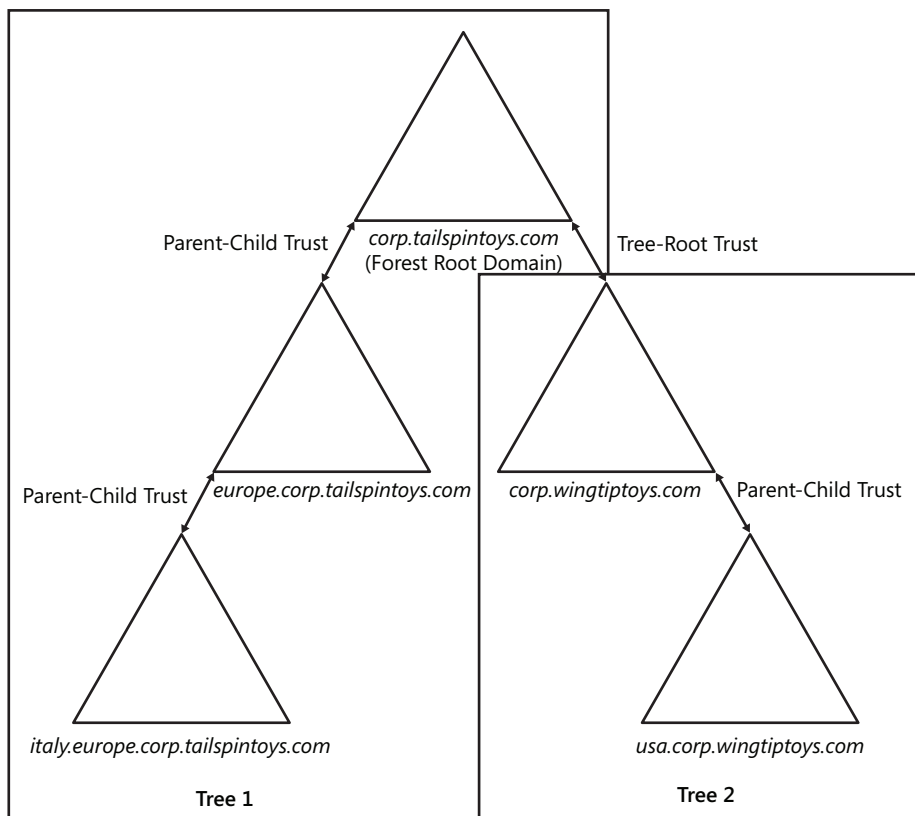 Parent-Child Trust
corp.tailspintoys.com
(Forest Root Domain)
Tree-Root Trust
Parent-Child Trust
europe.corp.tailspintoys.com
corp.wingtiptoys.com
Parent-Child Trust
italy.europe.corp.tailspintoys.com
usa.corp.wingtiptoys.com
Tree 1
Tree 2